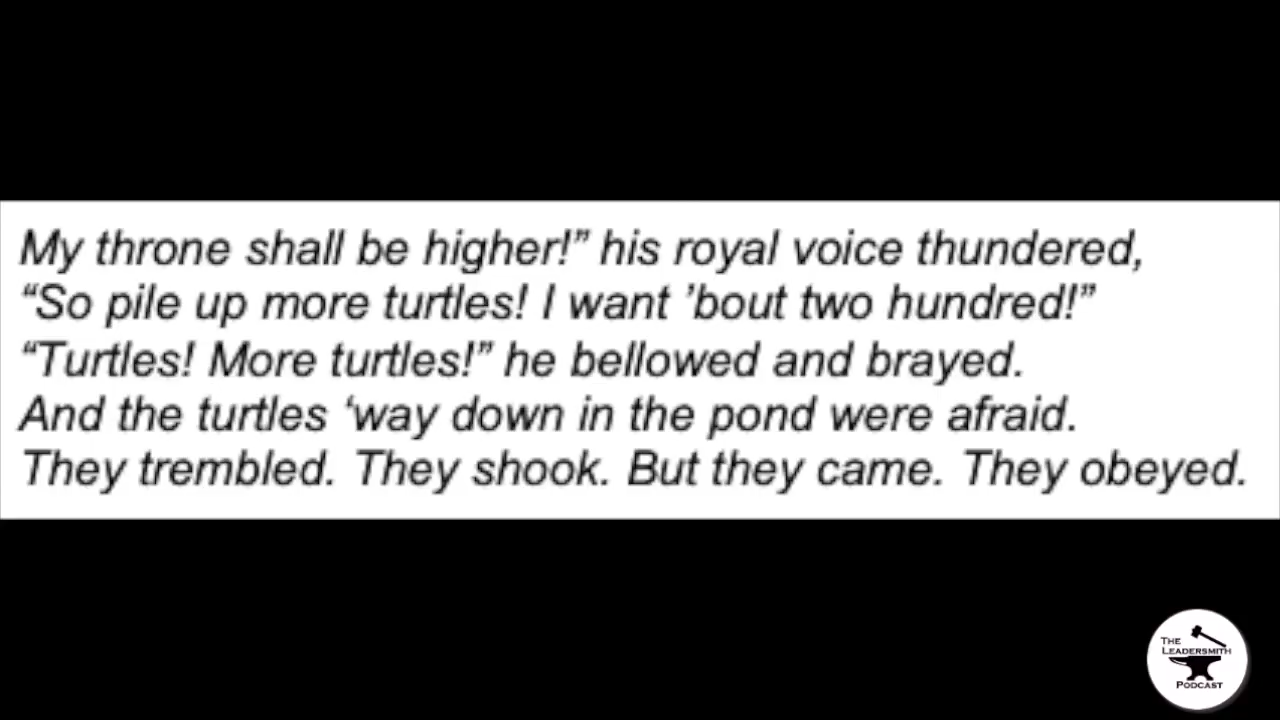 My throne shall be higher!” his royal voice thundered,
“So pile up more turtles! I want ’bout two hundred!”
“Turtles! More turtles!” he bellowed and brayed.
And the turtles ‘way down in the pond were afraid.
They trembled. They shook. But they came. They obeyed.
THE
LEADERSMITH
PODCAST